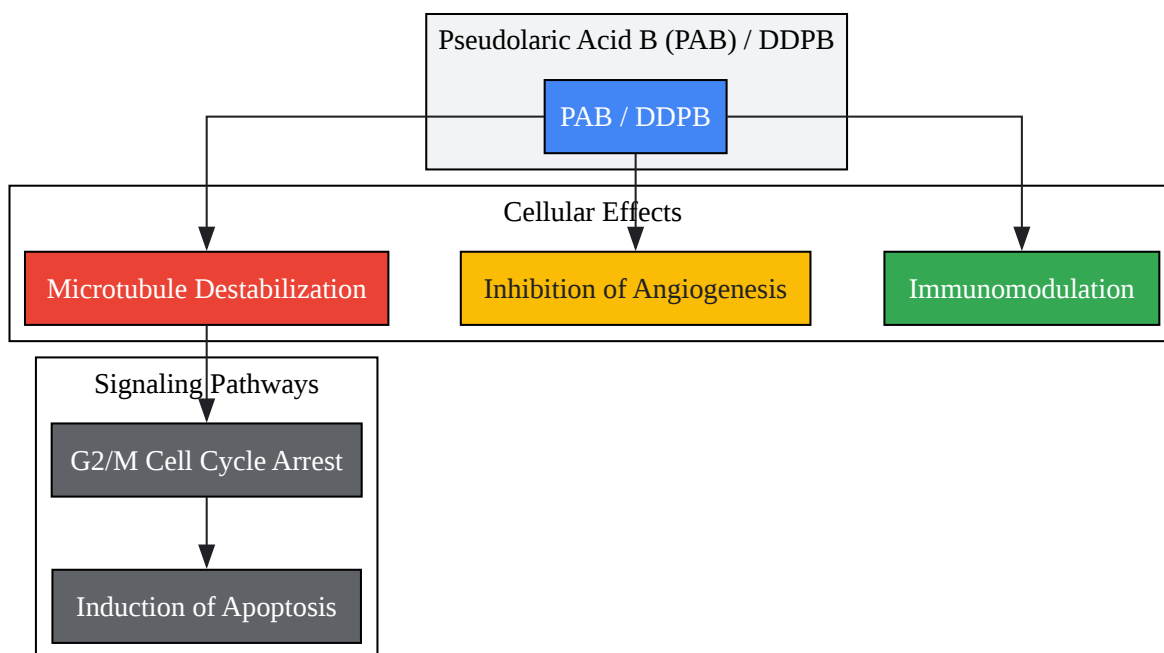 Pseudolaric Acid B (PAB) / DDPB
PAB / DDPB
Cellular Effects
Microtubule Destabilization
Inhibition of Angiogenesis
Immunomodulation
Signaling Pathways
G2/M Cell Cycle Arrest
Induction of Apoptosis